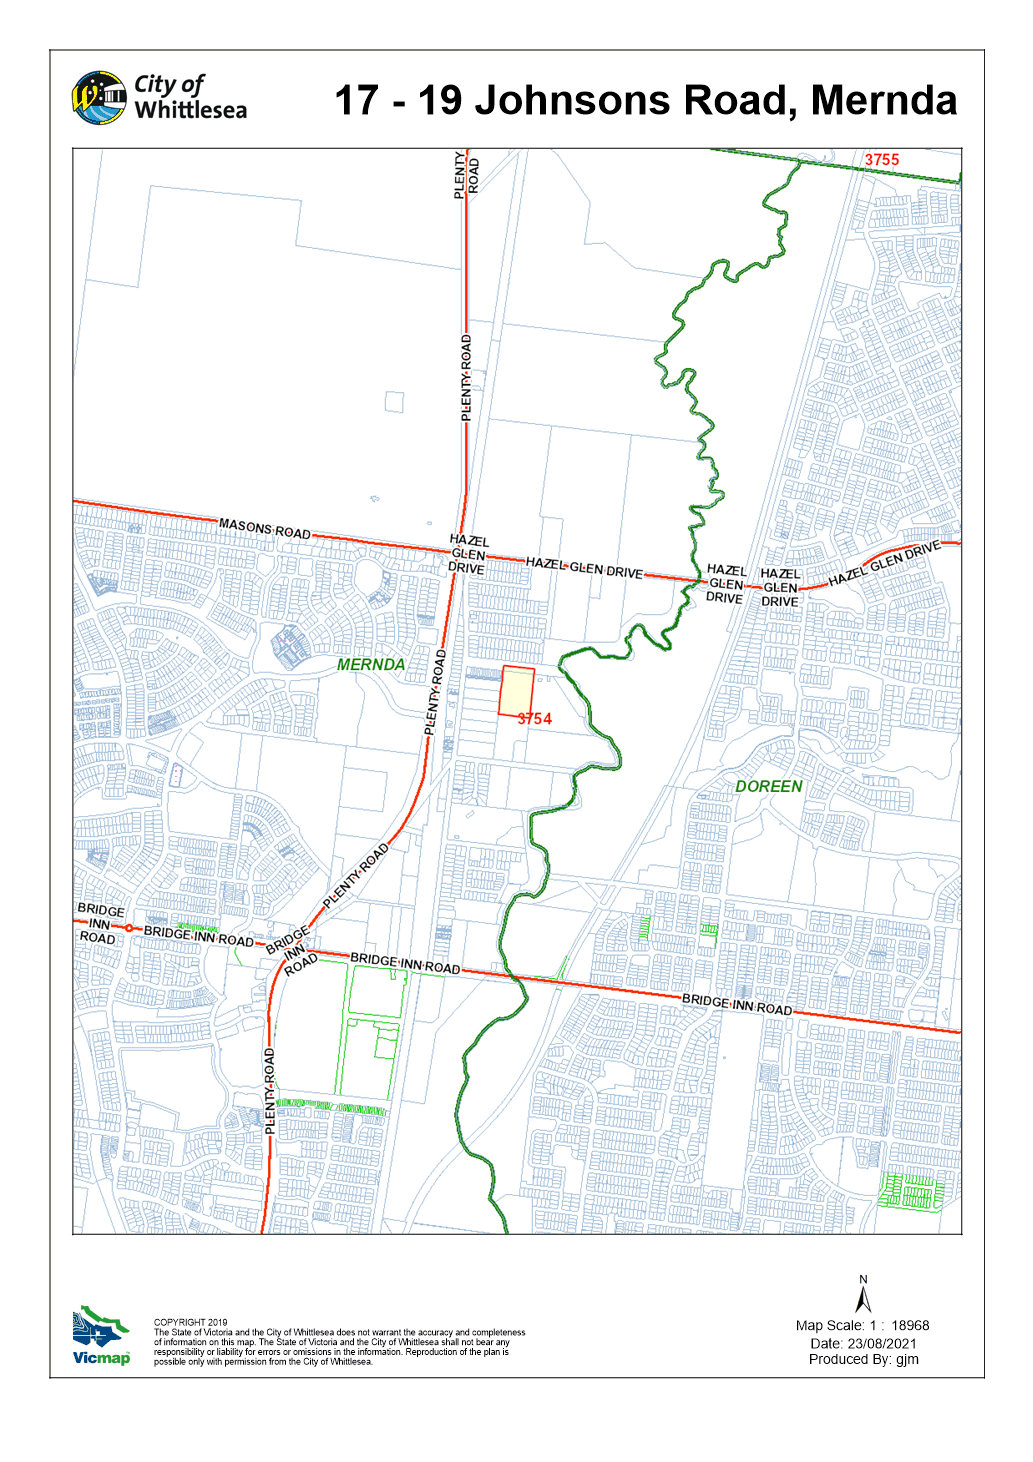 City of
Whittlesea
17 - 19 Johnsons Road, Mernda
PLENTY
ROAD
3755
PLENTY ROAD
MASONS ROAD
HAZEL
GLEN
DRIVE
HAZEL GLEN DRIVE
HAZEL
GLEN
DRIVE
HAZEL
GLEN
DRIVE
HAZEL GLEN DRIVE
MERNDA
PLENTY ROAD
3754
DOREEN
PLENTY ROAD
BRIDGE
INN
ROAD
BRIDGE INN ROAD
BRIDGE
INN
ROAD
BRIDGE INN ROAD
BRIDGE INN ROAD
PLENTY ROAD
N
Vicmap
COPYRIGHT 2019
The State of Victoria and the City of Whittlesea does not warrant the accuracy and completeness
of information on this map. The State of Victoria and the City of Whittlesea shall not bear any
responsibility or liability for errors or omissions in the information. Reproduction of the plan is
possible only with permission from the City of Whittlesea.
Map Scale: 1 : 18968
Date: 23/08/2021
Produced By: gjm